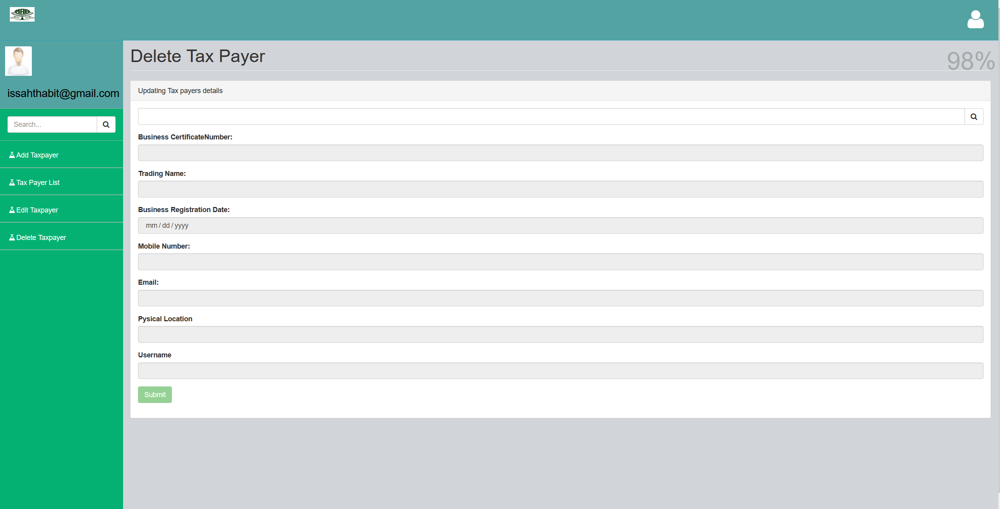 MRA
issahthabit@gmail.com
Search...
Add Taxpayer
Tax Payer List
Edit Taxpayer
Delete Taxpayer
Delete Tax Payer
98%
Updating Tax payers details
Business CertificateNumber:
Trading Name:
Business Registration Date:
mm / dd / yyyy
Mobile Number:
Email:
Pysical Location
Username
Submit